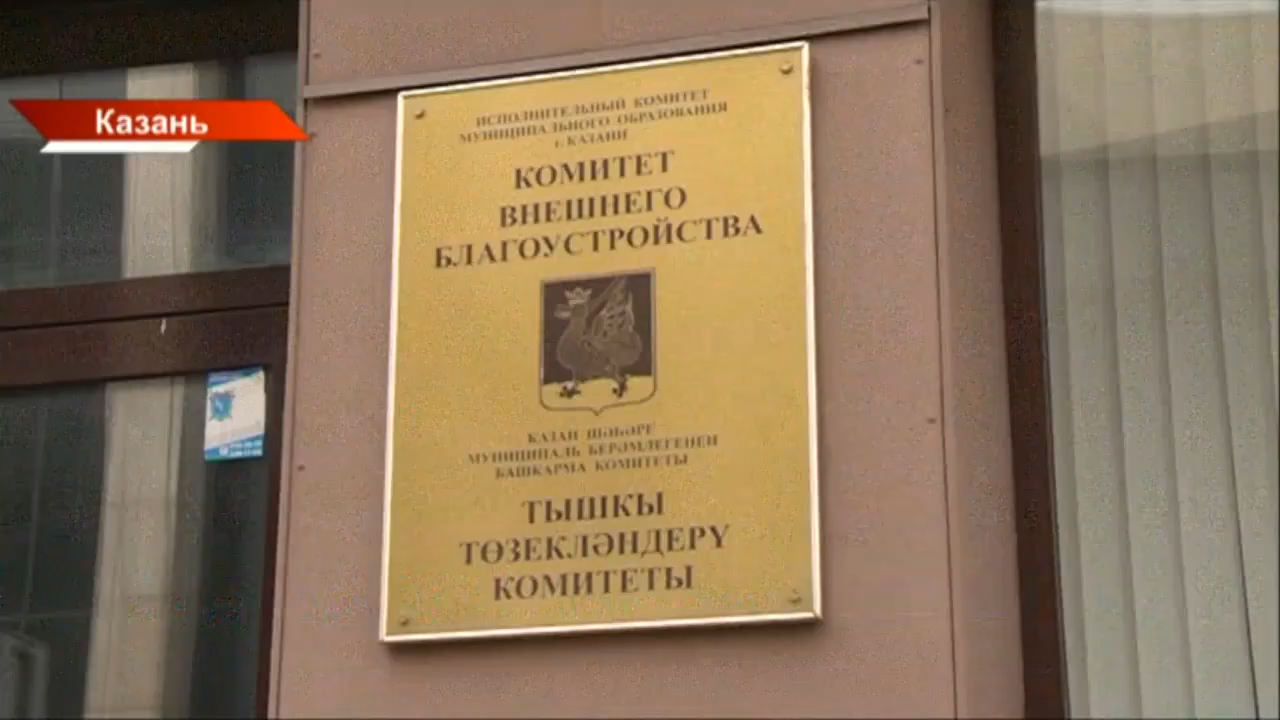 Казань
ИСПОЛНИТЕЛЬНЫЙ КОМИТЕТ
МУНИЦИПАЛЬНОГО ОБРАЗОВАНИЯ
г. КАЗАНИ
КОМИТЕТ
ВНЕШНЕГО
БЛАГОУСТРОЙСТВА
КАЗАН ШӘҺӘРЕ
МУНИЦИПАЛЬ БЕРӘМЛЕГЕНЕҢ
БАШКАРМА КОМИТЕТЫ
ТЫШКЫ
ТӨЗЕКЛӘНДЕРҮ
КОМИТЕТЫ